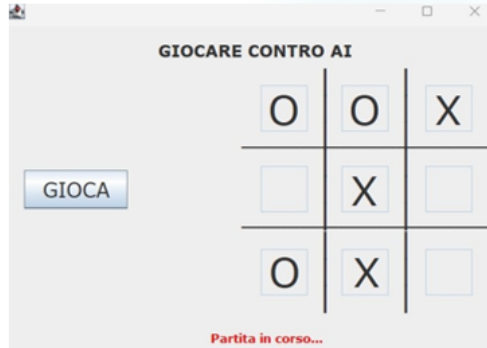 GIOCARE CONTRO AI
O O X
GIOCA
X
O X
Partita in corso...